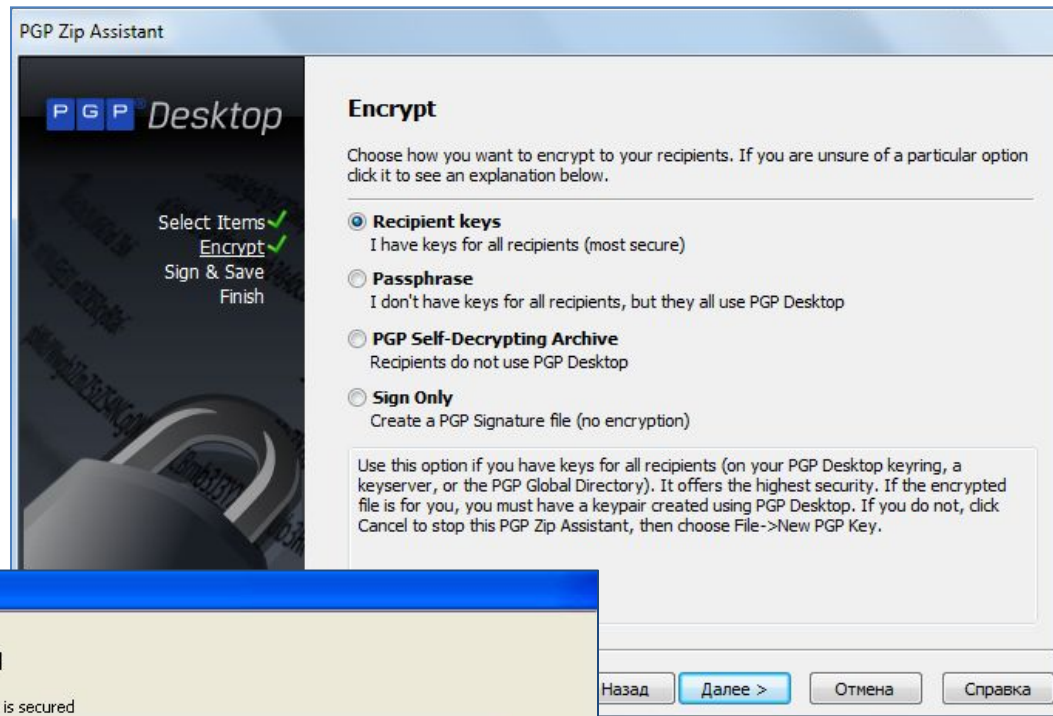 PGP Zip Assistant
PGP® Desktop
Select Items
Encrypt
Sign & Save
Finish
Encrypt
Choose how you want to encrypt to your recipients. If you are unsure of a particular option
click it to see an explanation below.
Recipient keys
I have keys for all recipients (most secure)
Passphrase
I don't have keys for all recipients, but they all use PGP Desktop
PGP Self-Decrypting Archive
Recipients do not use PGP Desktop
Sign Only
Create a PGP Signature file (no encryption)
Use this option if you have keys for all recipients (on your PGP Desktop keyring, a
keyserver, or the PGP Global Directory). It offers the highest security. If the encrypted
file is for you, you must have a keypair created using PGP Desktop. If you do not, click
Cancel to stop this PGP Zip Assistant, then choose File->New PGP Key.
Назад Далее > Отмена Справка
is secured